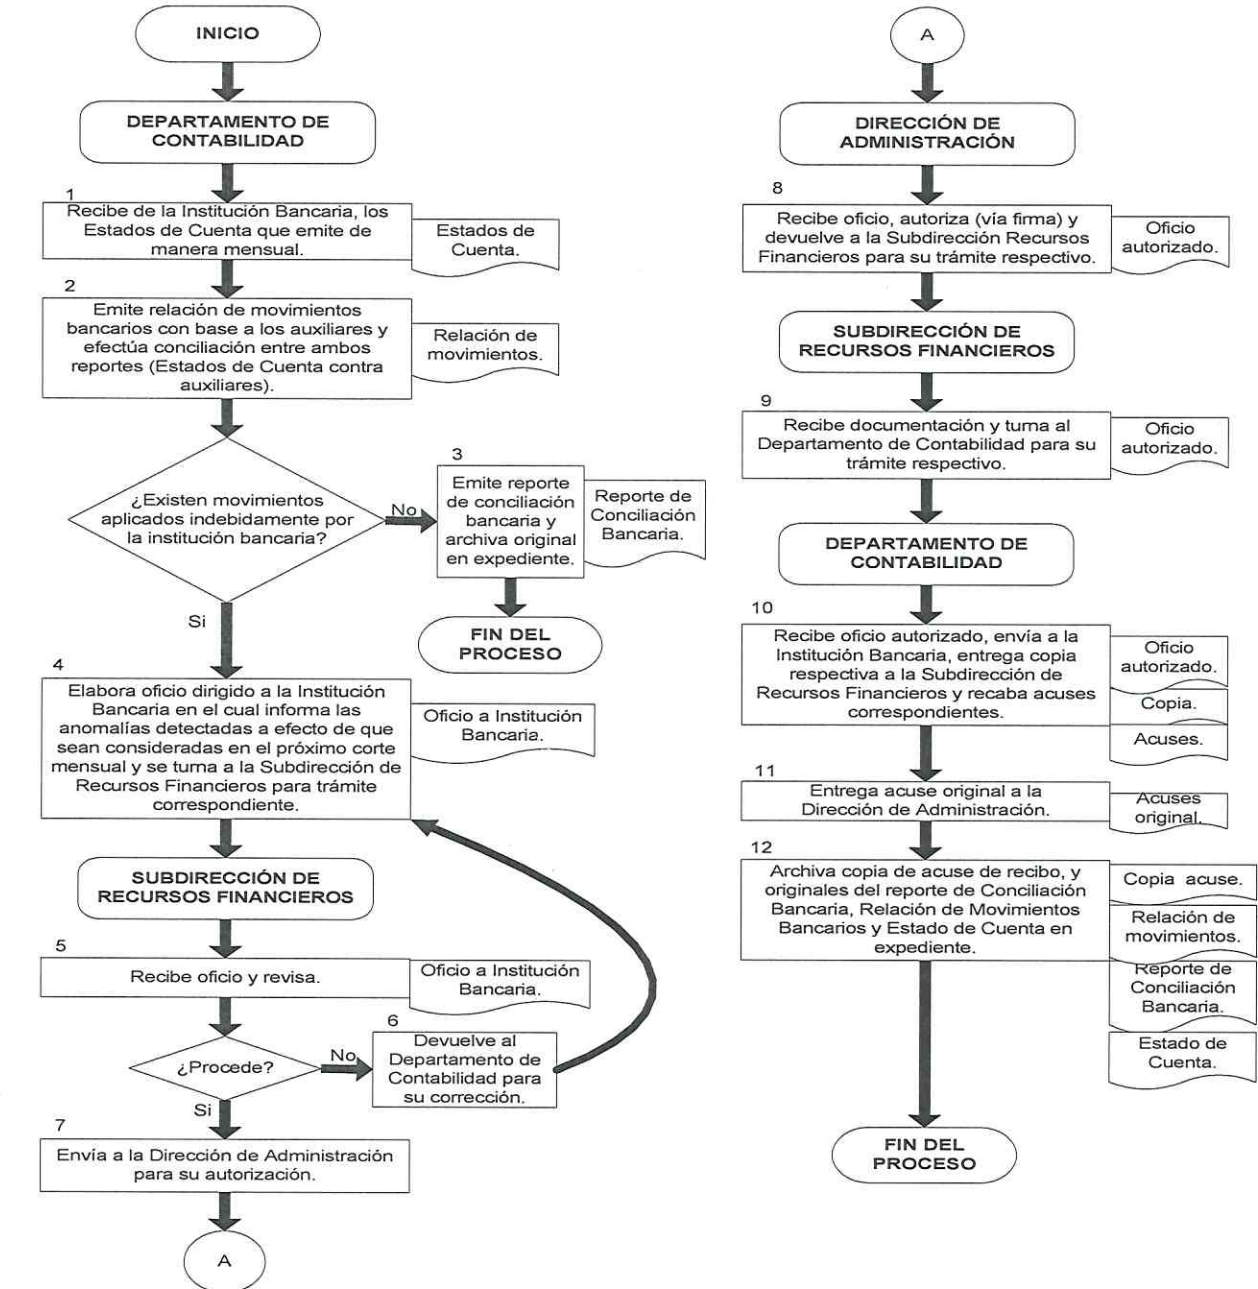 INICIO
DEPARTAMENTO DE
CONTABILIDAD
1
Recibe de la Institución Bancaria, los
Estados de Cuenta que emite de
manera mensual.
Estados de
Cuenta.
2
Emite relación de movimientos
bancarios con base a los auxiliares y
efectúa conciliación entre ambos
reportes (Estados de Cuenta contra
auxiliares).
Relación de
movimientos.
¿Existen movimientos
aplicados indebidamente por
la institución bancaria?
No
3
Emite reporte
de conciliación
bancaria y
archiva original
en expediente.
Reporte de
Conciliación
Bancaria.
FIN DEL
PROCESO
Si
4
Elabora oficio dirigido a la Institución
Bancaria en el cual informa las
anomalías detectadas a efecto de que
sean consideradas en el próximo corte
mensual y se turna a la Subdirección de
Recursos Financieros para trámite
correspondiente.
Oficio a Institución
Bancaria.
SUBDIRECCIÓN DE
RECURSOS FINANCIEROS
5
Recibe oficio y revisa.
Oficio a Institución
Bancaria.
¿Procede?
No
6
Devuelve al
Departamento de
Contabilidad para
su corrección.
Si
7
Envía a la Dirección de Administración
para su autorización.
A
A
DIRECCIÓN DE
ADMINISTRACIÓN
8
Recibe oficio, autoriza (vía firma) y
devuelve a la Subdirección Recursos
Financieros para su trámite respectivo.
Oficio
autorizado.
SUBDIRECCIÓN DE
RECURSOS FINANCIEROS
9
Recibe documentación y turna al
Departamento de Contabilidad para su
trámite respectivo.
Oficio
autorizado.
DEPARTAMENTO DE
CONTABILIDAD
10
Recibe oficio autorizado, envía a la
Institución Bancaria, entrega copia
respectiva a la Subdirección de
Recursos Financieros y recaba acuses
correspondientes.
Oficio
autorizado.
Copia.
Acuses.
11
Entrega acuse original a la
Dirección de Administración.
Acuses
original.
12
Archiva copia de acuse de recibo, y
originales del reporte de Conciliación
Bancaria, Relación de Movimientos
Bancarios y Estado de Cuenta en
expediente.
Copia acuse.
Relación de
movimientos.
Reporte de
Conciliación
Bancaria.
Estado de
Cuenta.
FIN DEL
PROCESO